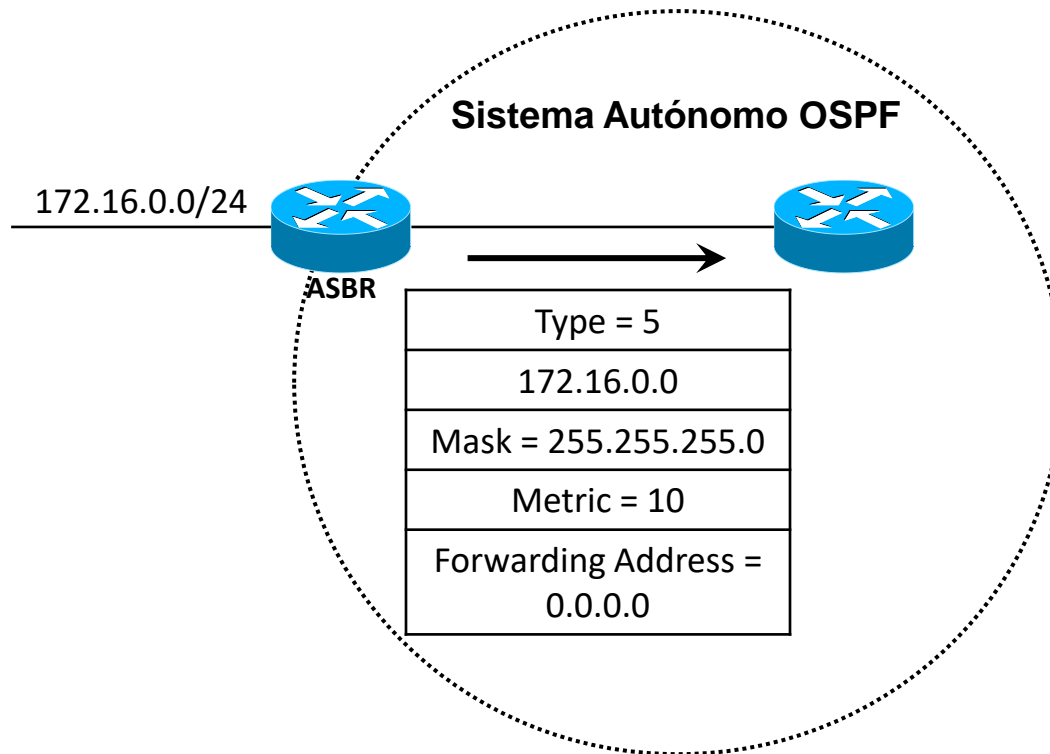 Sistema Autónomo OSPF
172.16.0.0/24
ASBR
Type = 5
172.16.0.0
Mask = 255.255.255.0
Metric = 10
Forwarding Address =
0.0.0.0